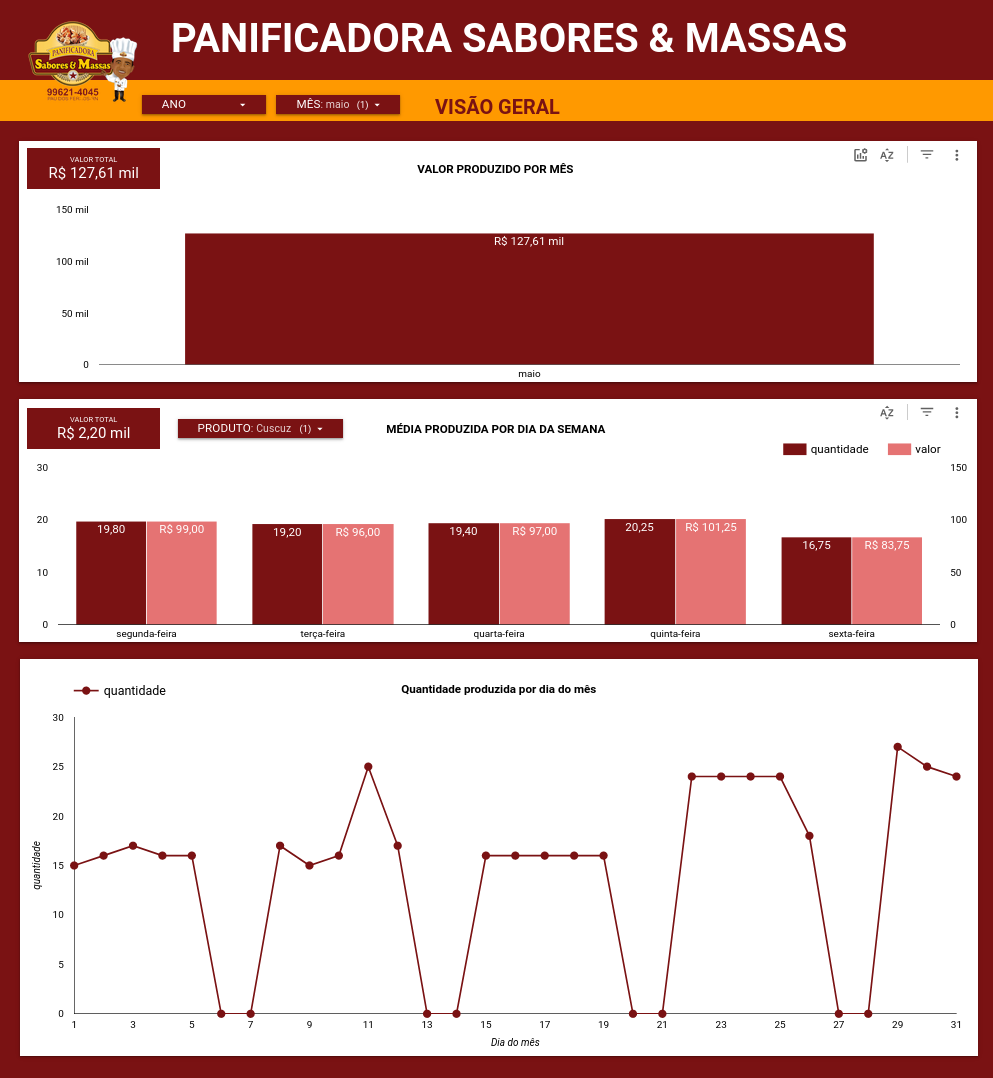 PANIFICADORA SABORES & MASSAS
PANIFICADORA
Sabores & Massas
99621-4045
ANO
MÊS: maio (1)
VISÃO GERAL
VALOR TOTAL
R$ 127,61 mil
VALOR PRODUZIDO POR MÊS
AZ
150 mil
100 mil
50 mil
0
R$ 127,61 mil
maio
VALOR TOTAL
R$ 2,20 mil
PRODUTO: Cuscuz (1)
MÉDIA PRODUZIDA POR DIA DA SEMANA
AZ
quantidade valor
30 150
20 100
10 50
0 0
19,80 R$ 99,00 19,20 R$ 96,00 19,40 R$ 97,00 20,25 R$ 101,25 16,75 R$ 83,75
segunda-feira terça-feira quarta-feira quinta-feira sexta-feira
quantidade
Quantidade produzida por dia do mês
30
25
20
15
10
5
0
quantidade
1 3 5 7 9 11 13 15 17 19 21 23 25 27 29 31
Dia do mês